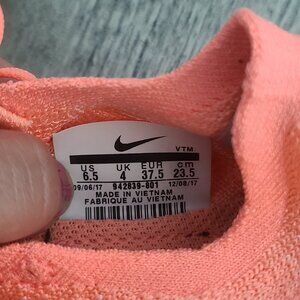 VTM
US UK EUR cm
6.5 4 37.5 23.5
09/06/17 942839-801 12/08/17
MADE IN VIETNAM
FABRIQUÉ AU VIETNAM